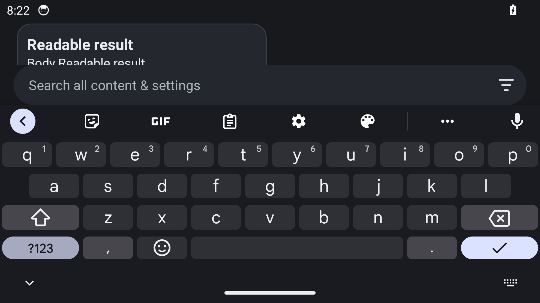 8:22
Readable result
Body Readable result
Search all content & settings
GIF
q 1 w 2 e 3 r 4 t 5 y 6 u 7 i 8 o 9 p 0
a s d f g h j k l
z x c v b n m
?123 , .